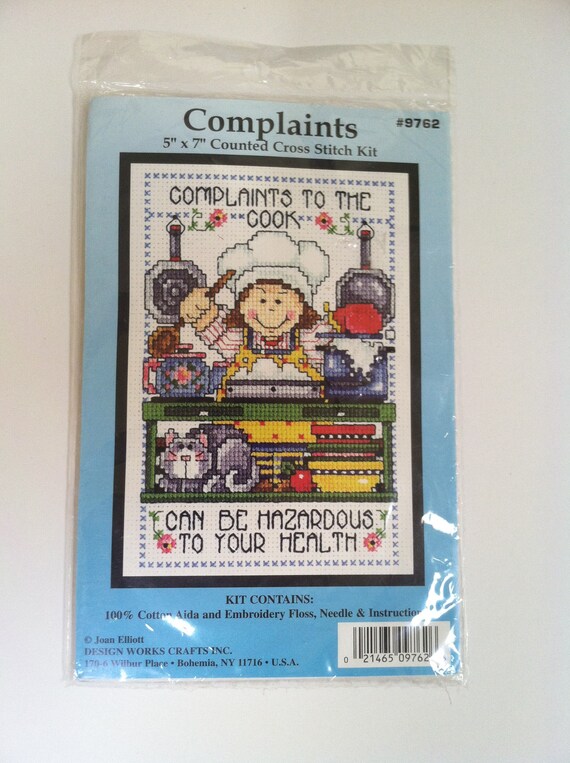 Complaints
#9762
5" x 7" Counted Cross Stitch Kit
COMPLAINTS TO THE
COOK
CAN BE HAZARDOUS
TO YOUR HEALTH
KIT CONTAINS:
100% Cotton Aida and Embroidery Floss, Needle & Instruction
© Joan Elliott
DESIGN WORKS CRAFTS INC.
170-6 Wilbur Place • Bohemia, NY 11716 • U.S.A.
0 21465 09762